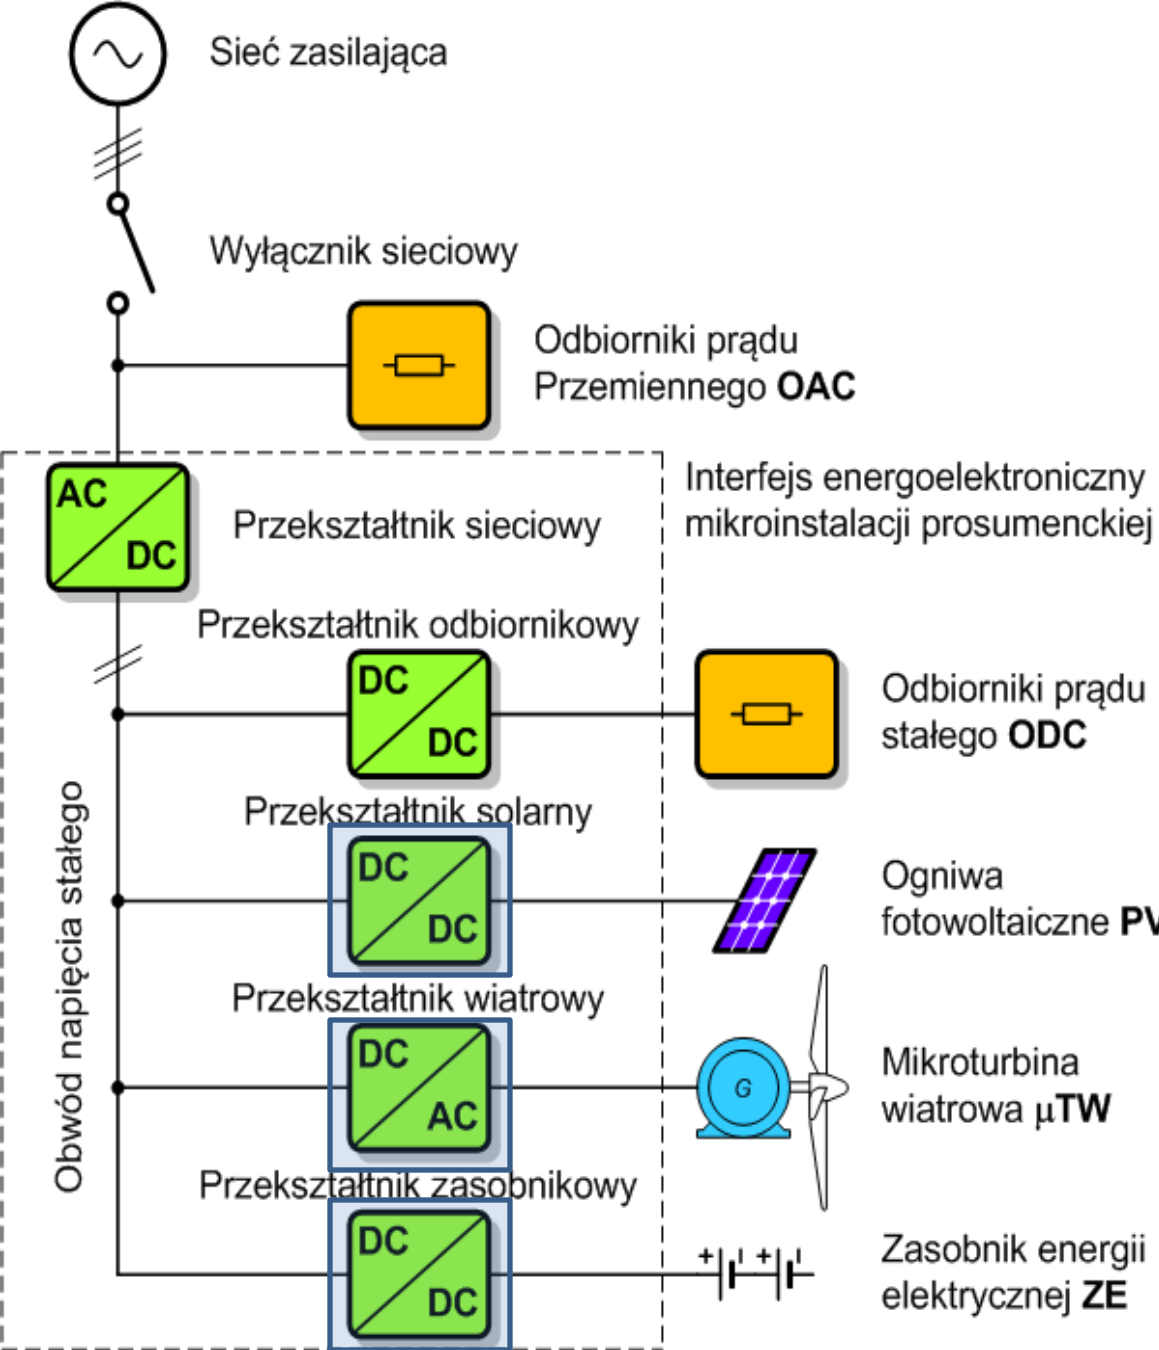 Sieć zasilająca
Wyłącznik sieciowy
Odbiorniki prądu
Przemiennego OAC
Interfejs energoelektroniczny
mikroinstalacji prosumenckiej
AC
DC
Przekształtnik sieciowy
Przekształtnik odbiornikowy
DC
DC
Odbiorniki prądu
stałego ODC
Obwód napięcia stałego
Przekształtnik solarny
DC
DC
Ogniwa
fotowoltaiczne PV
Przekształtnik wiatrowy
DC
AC
G
Mikroturbina
wiatrowa μTW
Przekształtnik zasobnikowy
DC
DC
+ +
Zasobnik energii
elektrycznej ZE